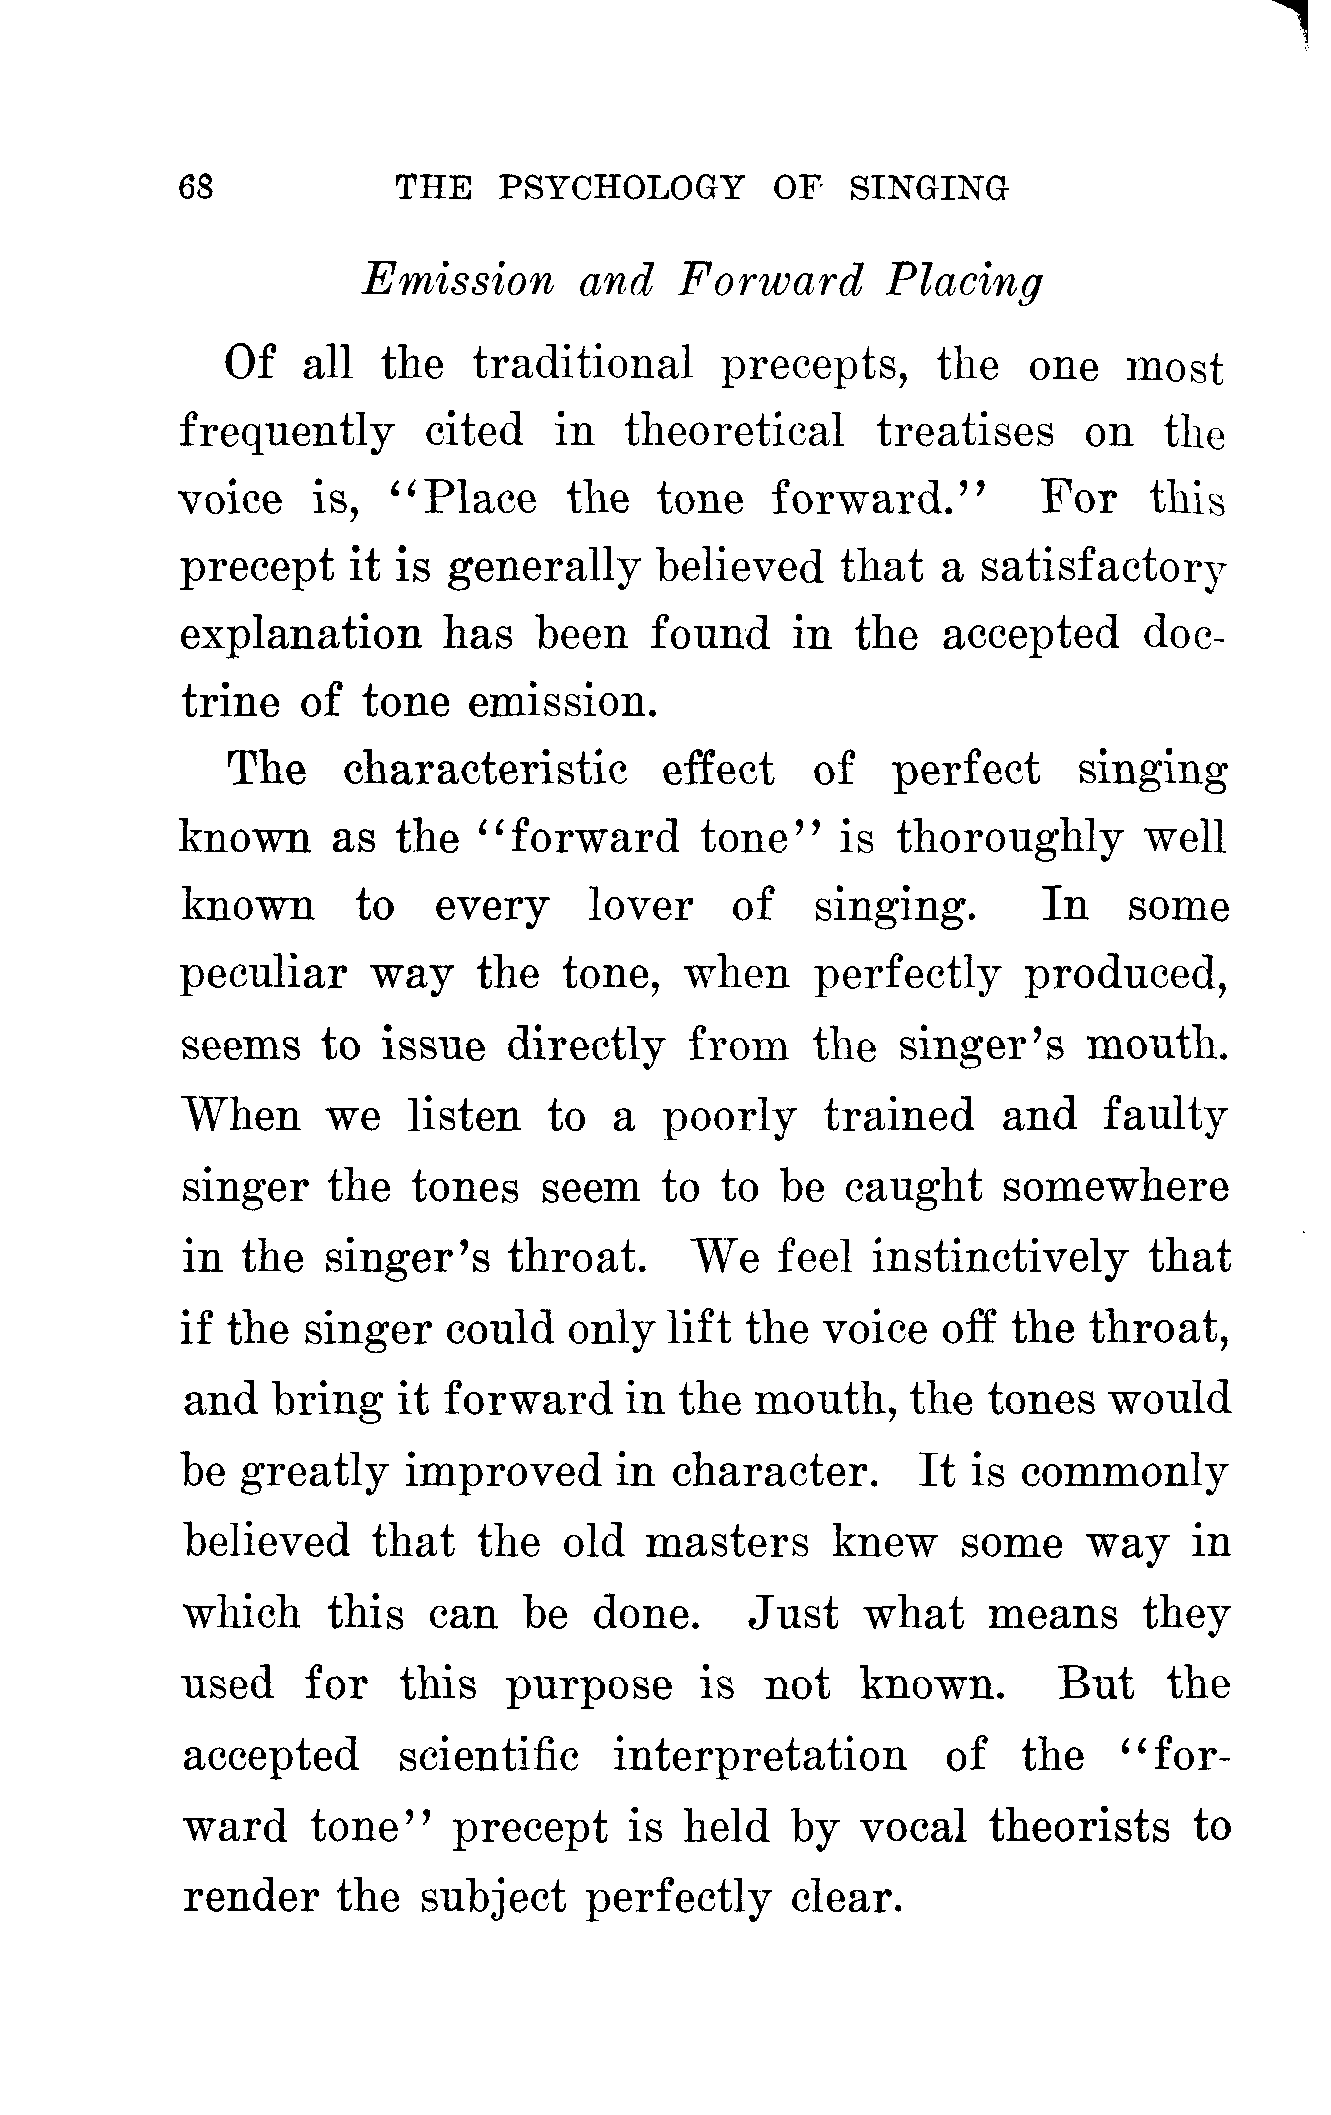 68 THE PSYCHOLOGY OF SINGING
Emission and Forward Placing
Of all the traditional precepts, the one most
frequently cited in theoretical treatises on the
voice is, “Place the tone forward.” For this
precept it is generally believed that a satisfactory
explanation has been found in the accepted doc-
trine of tone emission.
The characteristic effect of perfect singing
known as the “forward tone” is thoroughly well
known to every lover of singing. In some
peculiar way the tone, when perfectly produced,
seems to issue directly from the singer’s mouth.
When we listen to a poorly trained and faulty
singer the tones seem to to be caught somewhere
in the singer’s throat. We feel instinctively that
if the singer could only lift the voice off the throat,
and bring it forward in the mouth, the tones would
be greatly improved in character. It is commonly
believed that the old masters knew some way in
which this can be done. Just what means they
used for this purpose is not known. But the
accepted scientific interpretation of the “for-
ward tone” precept is held by vocal theorists to
render the subject perfectly clear.